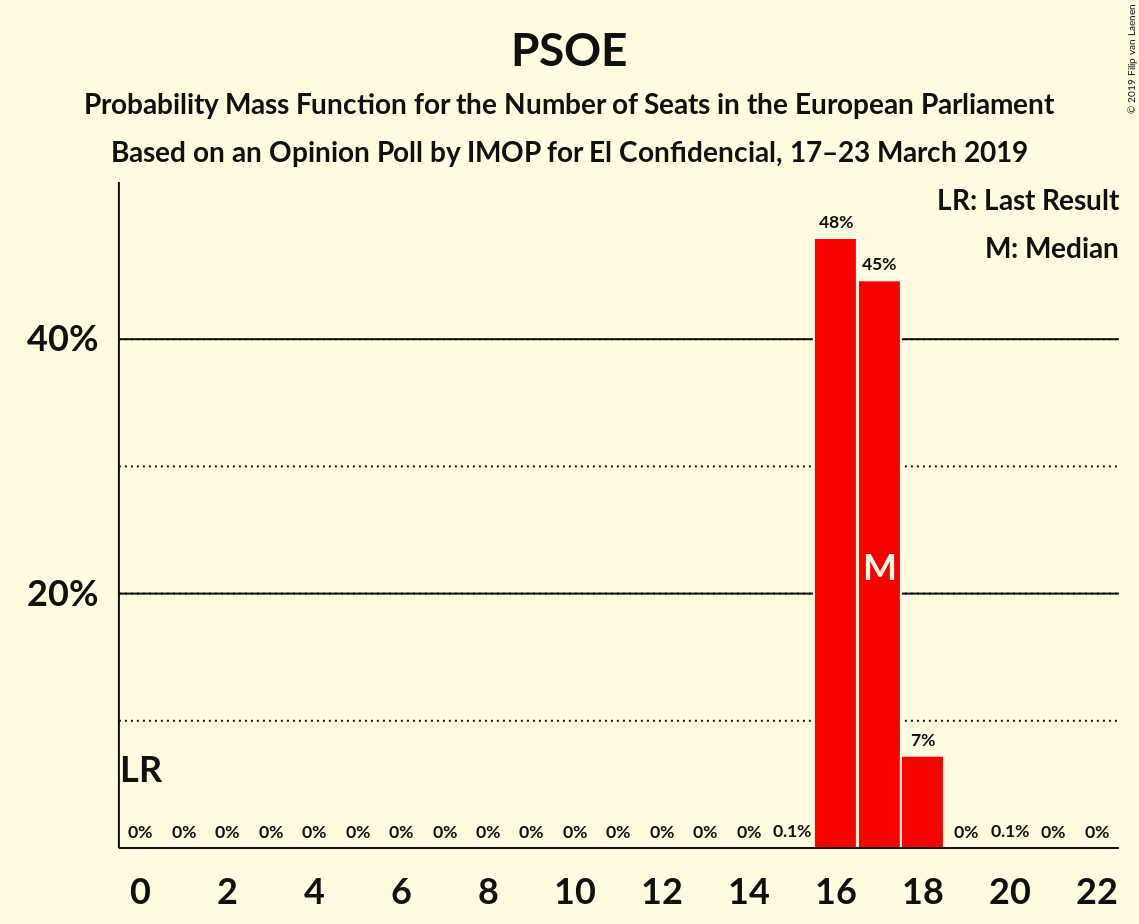 PSOE
Probability Mass Function for the Number of Seats in the European Parliament
Based on an Opinion Poll by IMOP for El Confidencial, 17–23 March 2019
© 2019 Filip van Laenen
LR: Last Result
M: Median
48%
45%
40%
20%
M
7%
LR
0% 0% 0% 0% 0% 0% 0% 0% 0% 0% 0% 0% 0% 0% 0% 0.1% 0% 0.1% 0% 0%
0 2 4 6 8 10 12 14 16 18 20 22